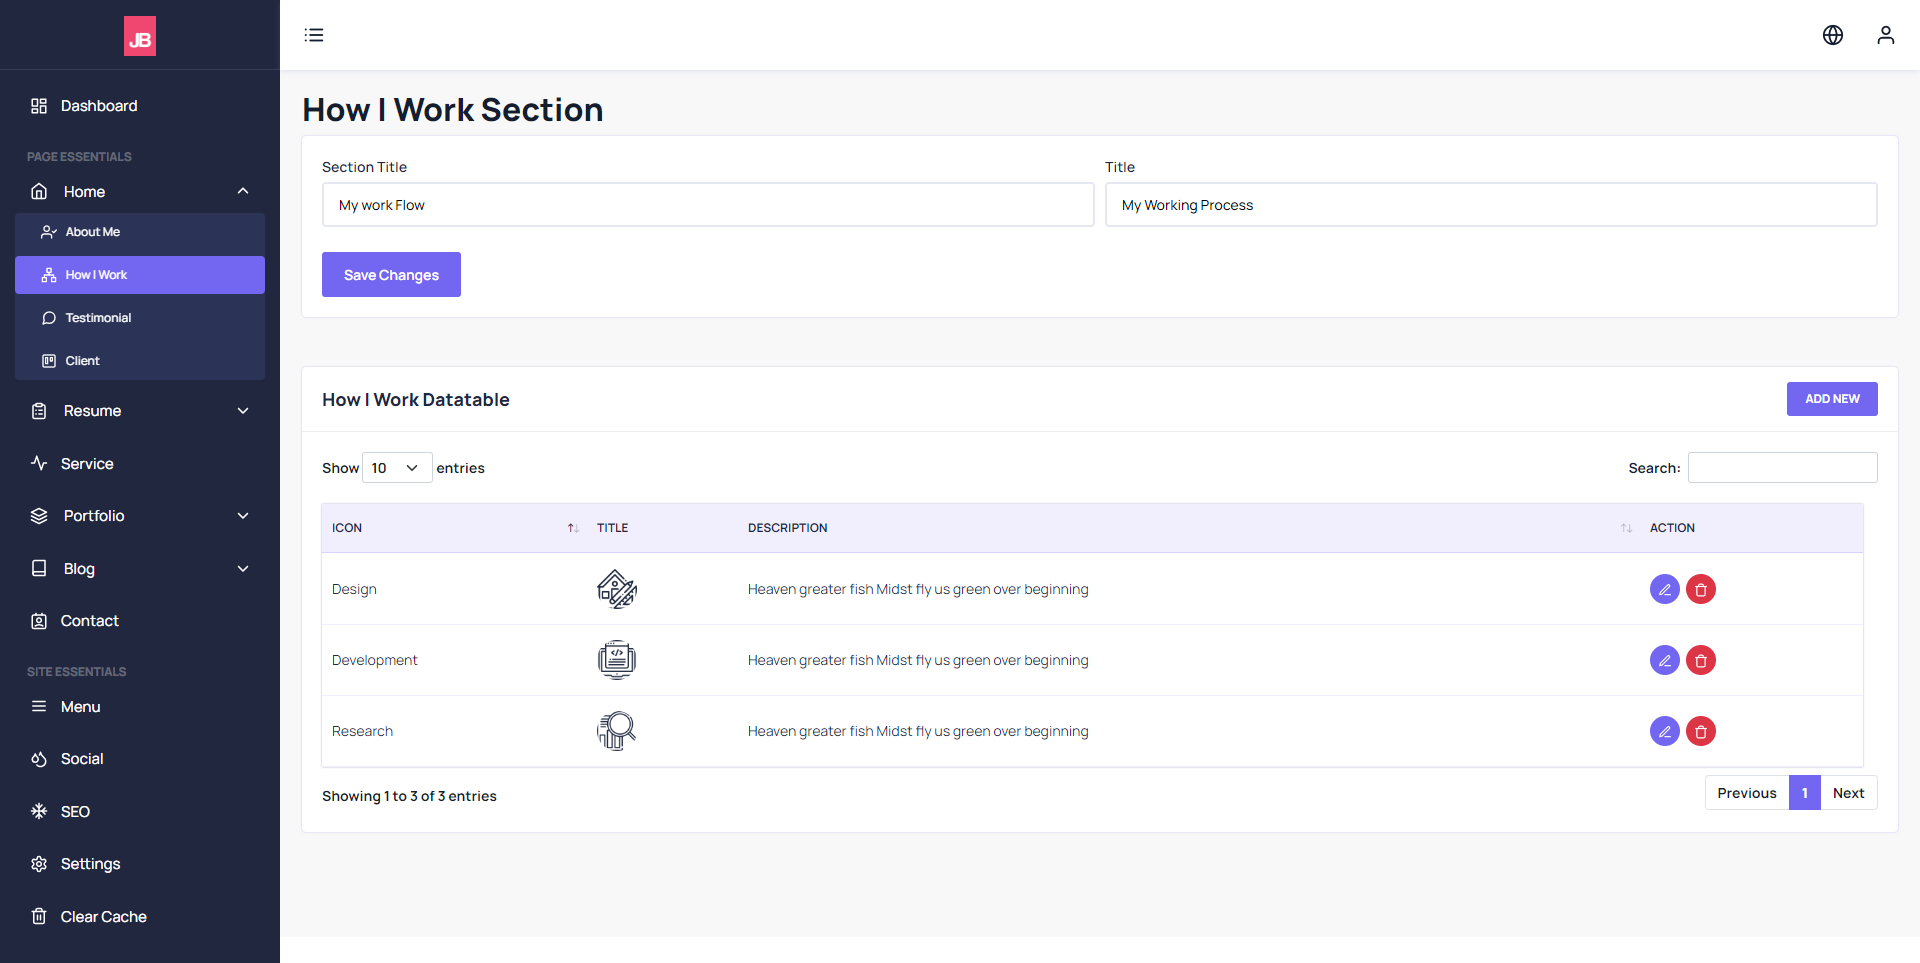 JB
Dashboard
PAGE ESSENTIALS
Home
About Me
How I Work
Testimonial
Client
Resume
Service
Portfolio
Blog
Contact
SITE ESSENTIALS
Menu
Social
SEO
Settings
Clear Cache
How I Work Section
Section Title
My work Flow
Title
My Working Process
Save Changes
How I Work Datatable
ADD NEW
Show 10 entries
Search:
ICON TITLE DESCRIPTION ACTION
Design Heaven greater fish Midst fly us green over beginning
Development Heaven greater fish Midst fly us green over beginning
Research Heaven greater fish Midst fly us green over beginning
Showing 1 to 3 of 3 entries
Previous 1 Next